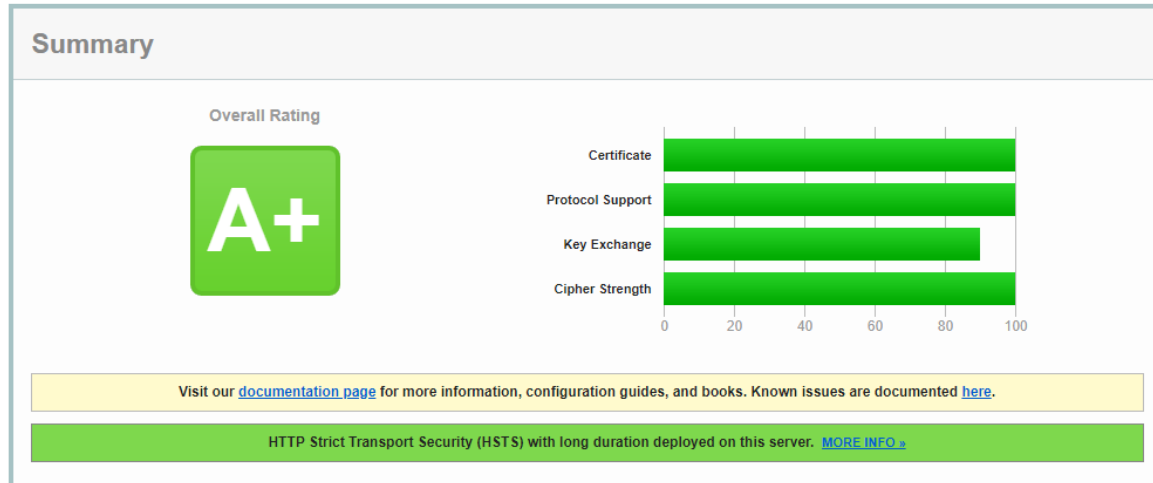 Summary
Overall Rating
A+
Certificate
Protocol Support
Key Exchange
Cipher Strength
0 20 40 60 80 100
Visit our documentation page for more information, configuration guides, and books. Known issues are documented here.
HTTP Strict Transport Security (HSTS) with long duration deployed on this server. MORE INFO »